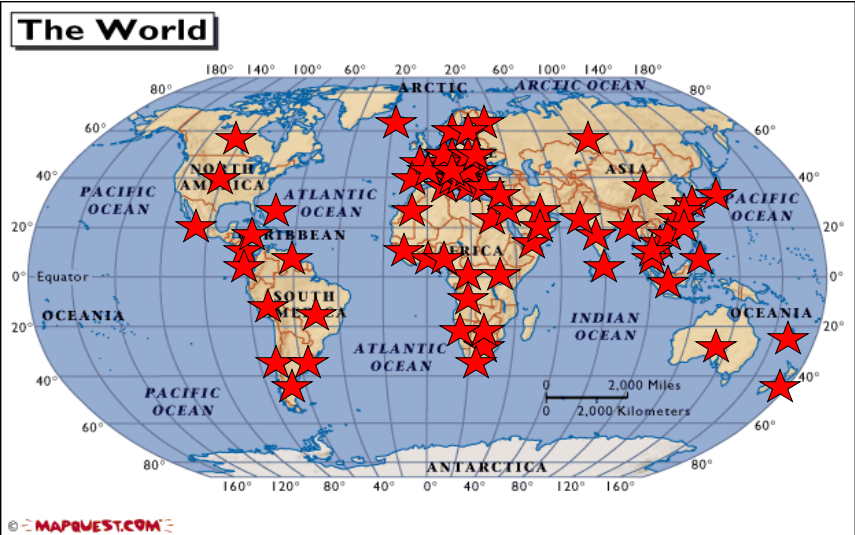 The World
180° 140° 100° 60° 20° 20° 60° 100° 140° 180°
ARCTIC
ARCTIC OCEAN
80° 80°
60° 60°
NORTH
AMERICA
ASIA
40° 40°
PACIFIC
OCEAN
ATLANTIC
OCEAN
PACIFIC
OCEAN
20° 20°
RIBBEAN
ERICA
0° Equator 0°
SOUTH
OCEANIA
INDIAN
OCEAN
OCEANIA
20° 20°
ATLANTIC
OCEAN
40° 40°
PACIFIC
OCEAN
0 2,000 Miles
0 2,000 Kilometers
60° 60°
80° 80°
ANTARCTICA
160° 120° 80° 40° 0° 40° 80° 120° 160°
© MAPQUEST.COM